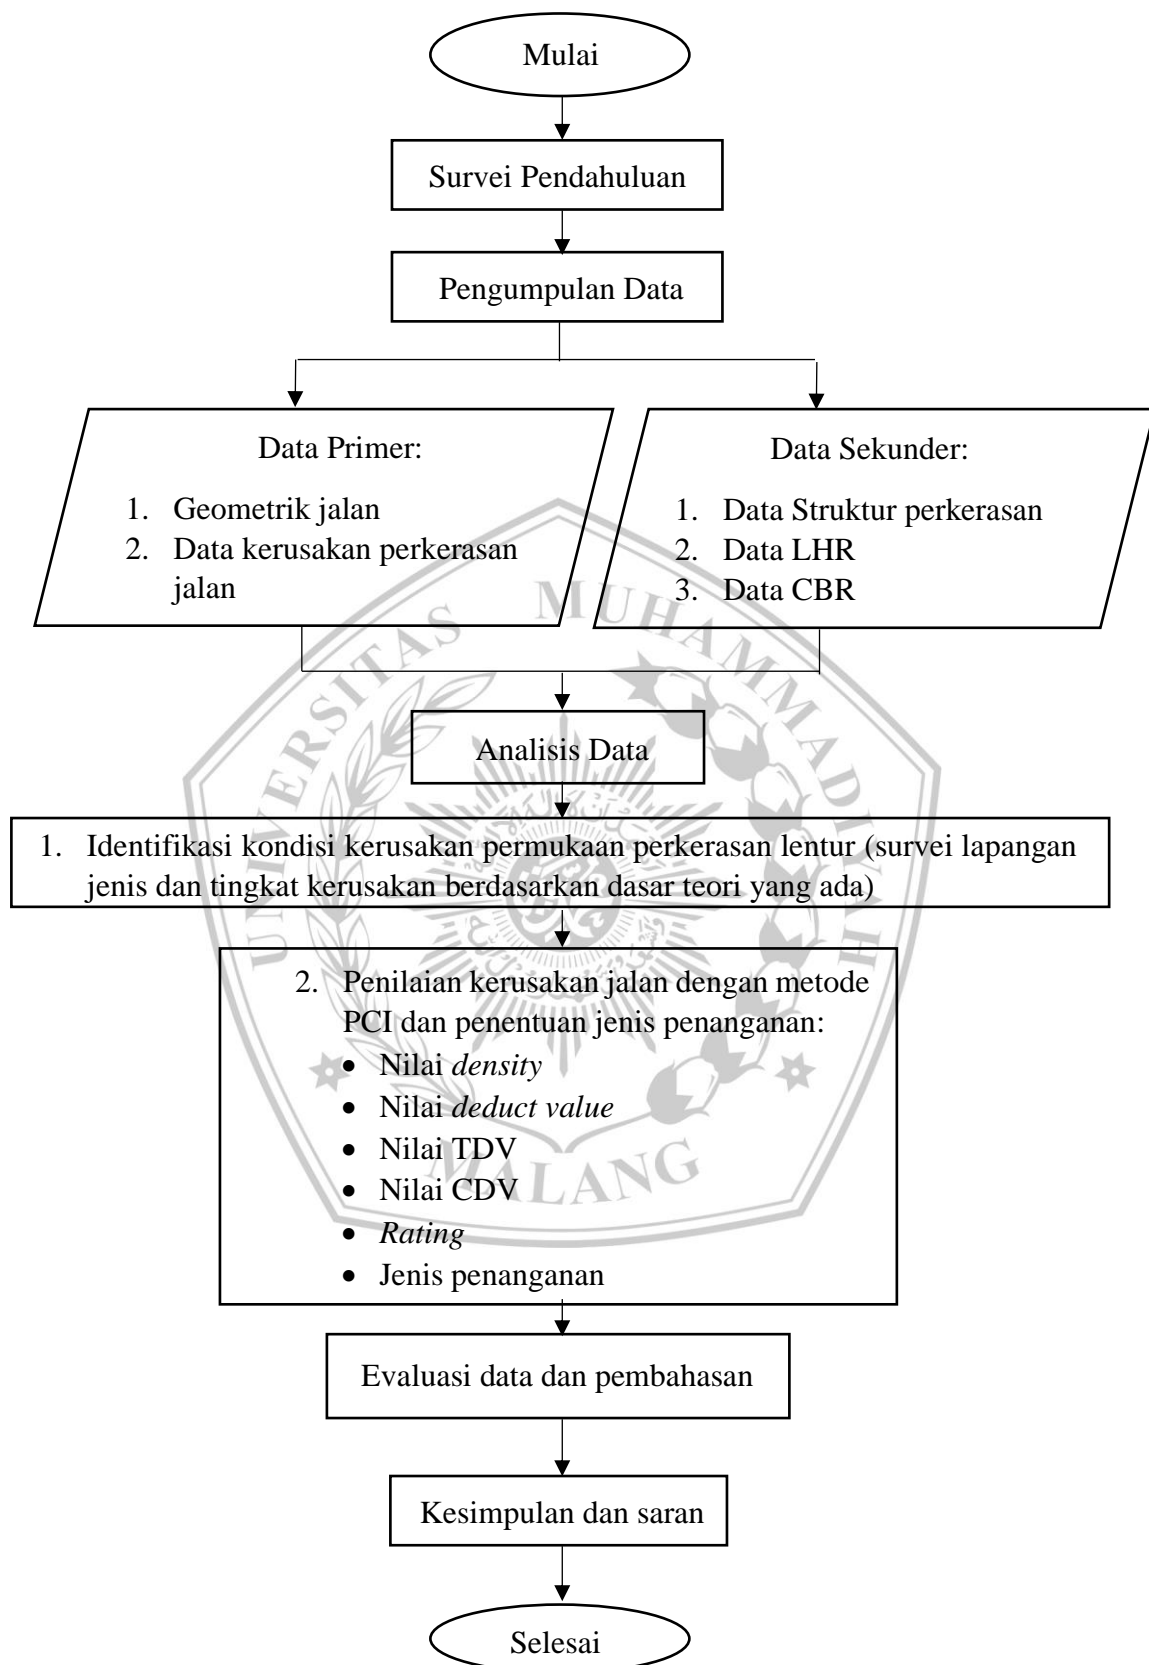 Mulai
Survei Pendahuluan
Pengumpulan Data
Data Primer:
1. Geometrik jalan
2. Data kerusakan perkerasan
jalan
Data Sekunder:
1. Data Struktur perkerasan
2. Data LHR
3. Data CBR
UNIVERSITAS MUHAMMADIYAH
MALANG
Analisis Data
1. Identifikasi kondisi kerusakan permukaan perkerasan lentur (survei lapangan
jenis dan tingkat kerusakan berdasarkan dasar teori yang ada)
2. Penilaian kerusakan jalan dengan metode
PCI dan penentuan jenis penanganan:
• Nilai density
• Nilai deduct value
• Nilai TDV
• Nilai CDV
• Rating
• Jenis penanganan
Evaluasi data dan pembahasan
Kesimpulan dan saran
Selesai